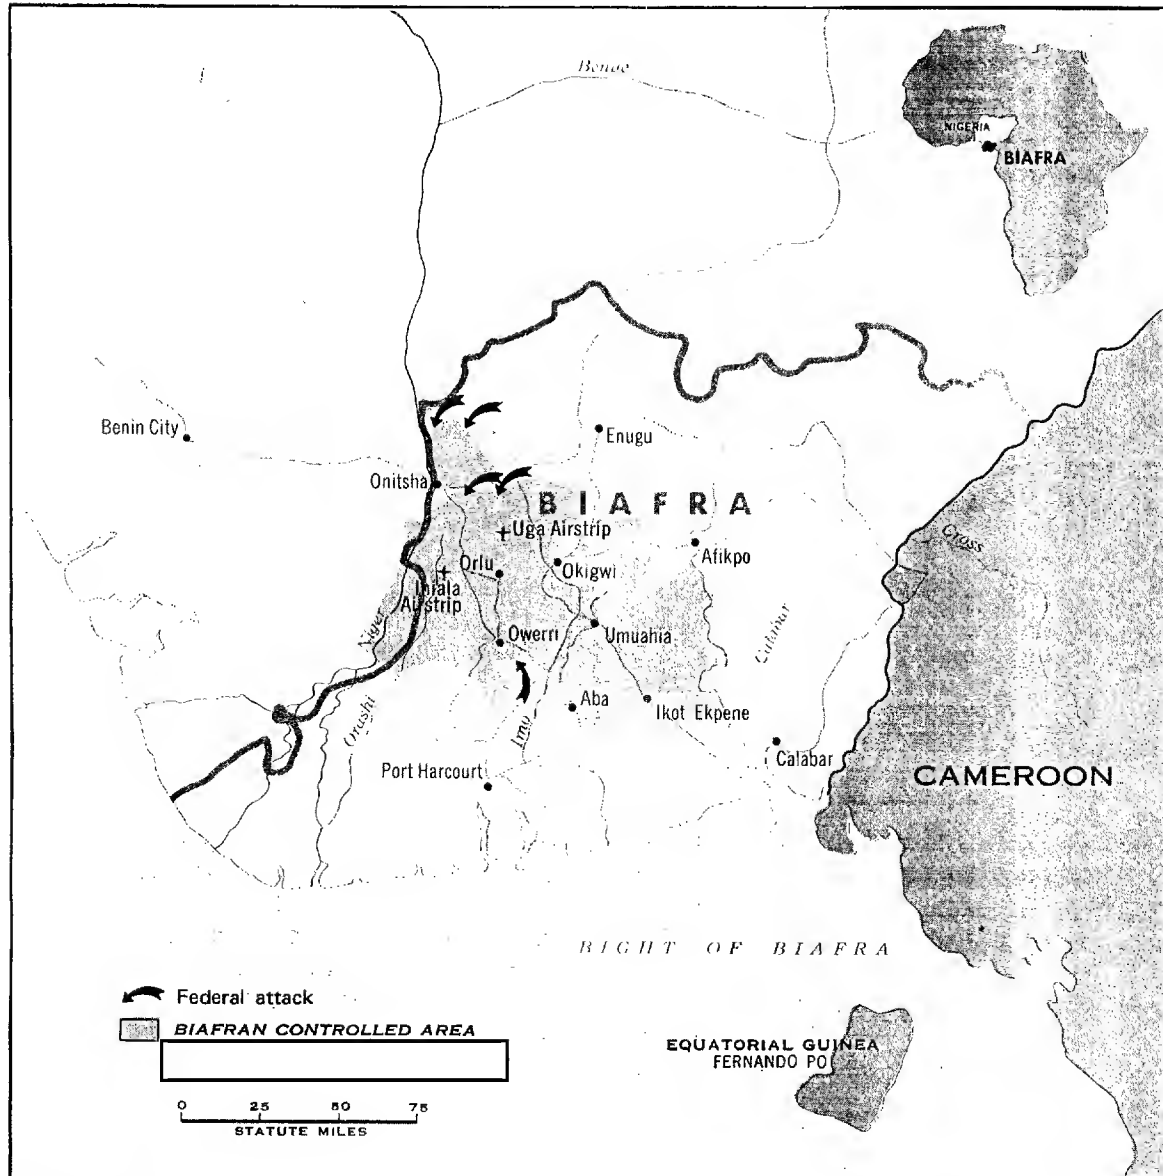 Benue
NIGERIA
BIAFRA
Benin City
Enugu
Onitsha
BIAFRA
Uga Airstrip
Afikpo
Cross
Orlu
Okigwi
Airstrip
Niger
Owerri
Umuahia
Calabar
Aba
Ikot Ekpene
Imo
Orashi
Port Harcourt
Calabar
CAMEROON
BIGHT OF BIAFRA
Federal attack
BIAFRAN CONTROLLED AREA
EQUATORIAL GUINEA
FERNANDO PO
0 25 50 75
STATUTE MILES